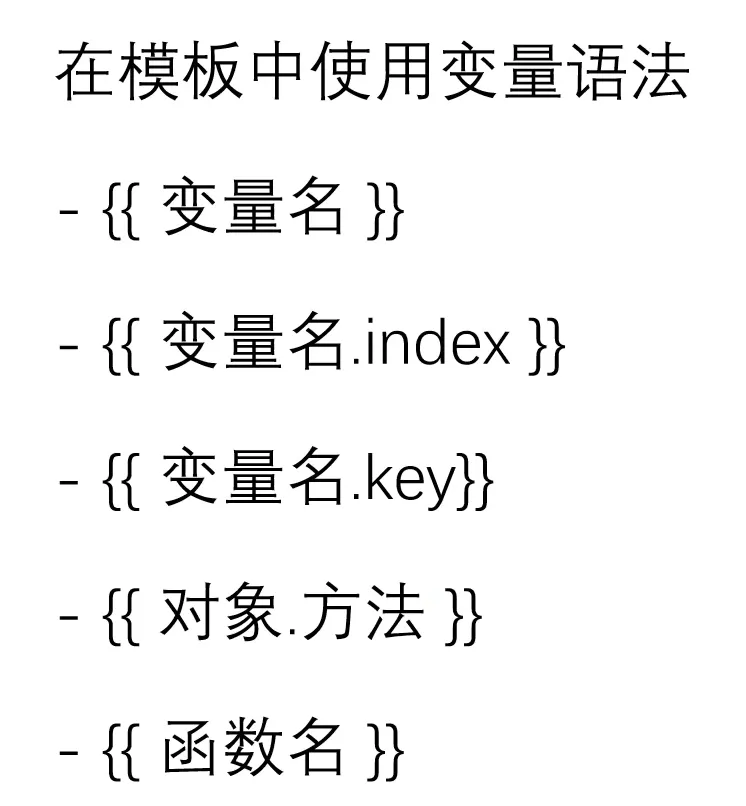 在模板中使用变量语法
- {{ 变量名 }}
- {{ 变量名.index }}
- {{ 变量名.key}}
- {{ 对象.方法 }}
- {{ 函数名 }}